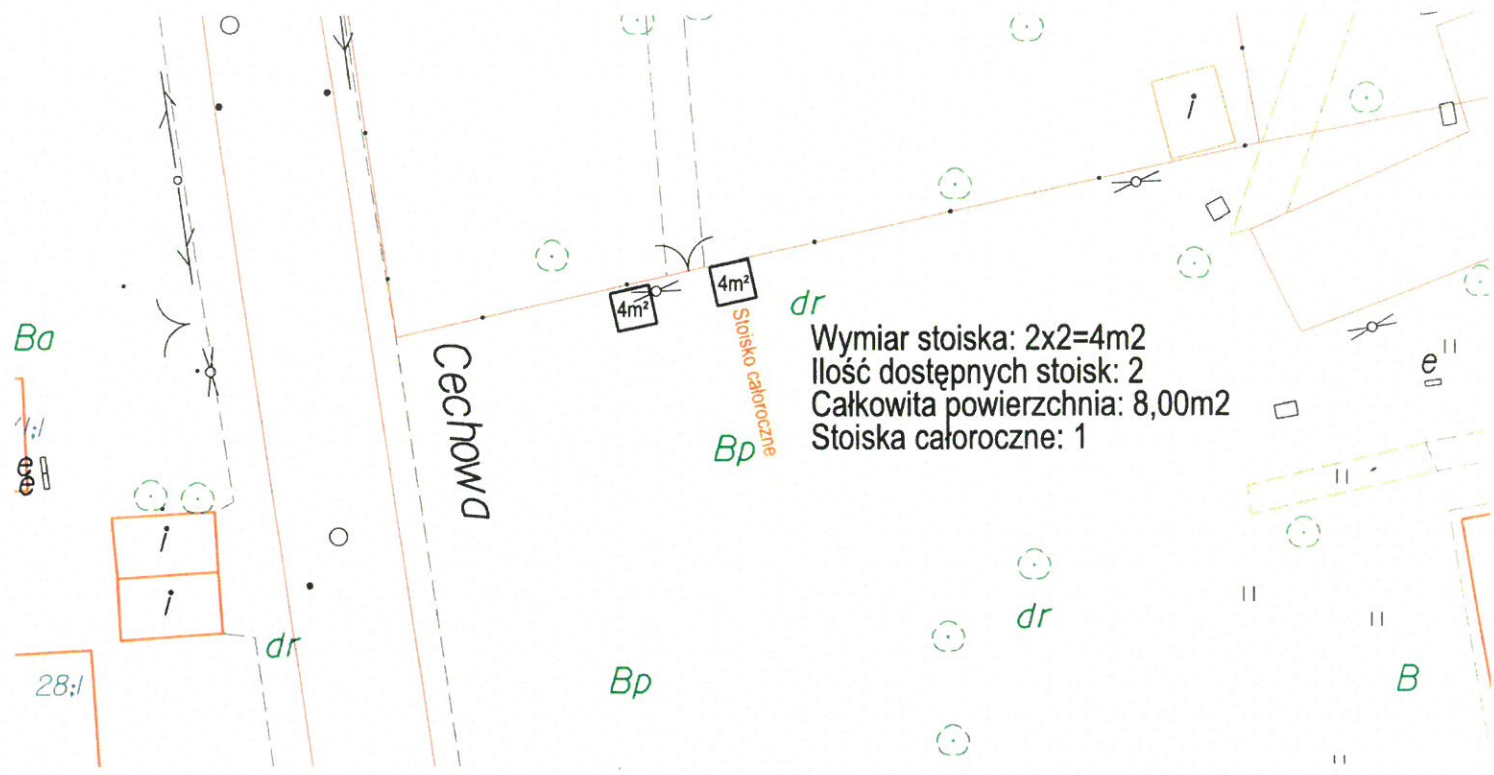 i
4m²
4m²
dr
Ba
Stoisko całoroczne
Wymiar stoiska: 2x2=4m2
Ilość dostępnych stoisk: 2
Całkowita powierzchnia: 8,00m2
Stoiska całoroczne: 1
Cechowa
e
Bp
i
i
dr
dr
28;1
Bp
B